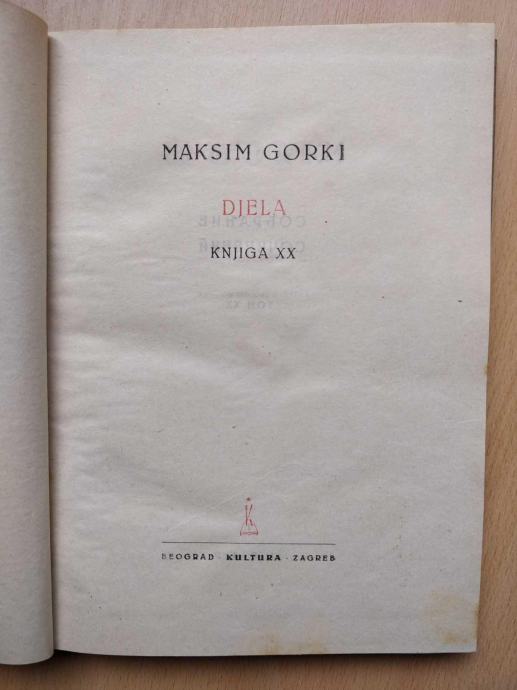 MAKSIM GORKI
DJELA
KNJIGA XX
BEOGRAD · KULTURA · ZAGREB